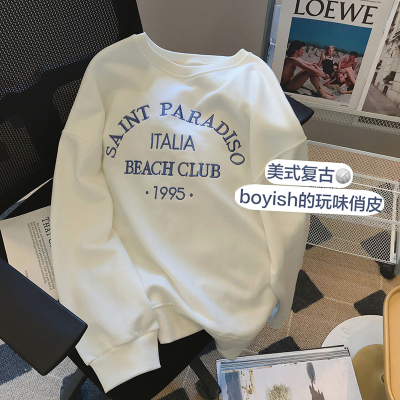 LOEWE
SAINT PARADISO
ITALIA
BEACH CLUB
·1995·
美式复古
boyish的玩味俏皮